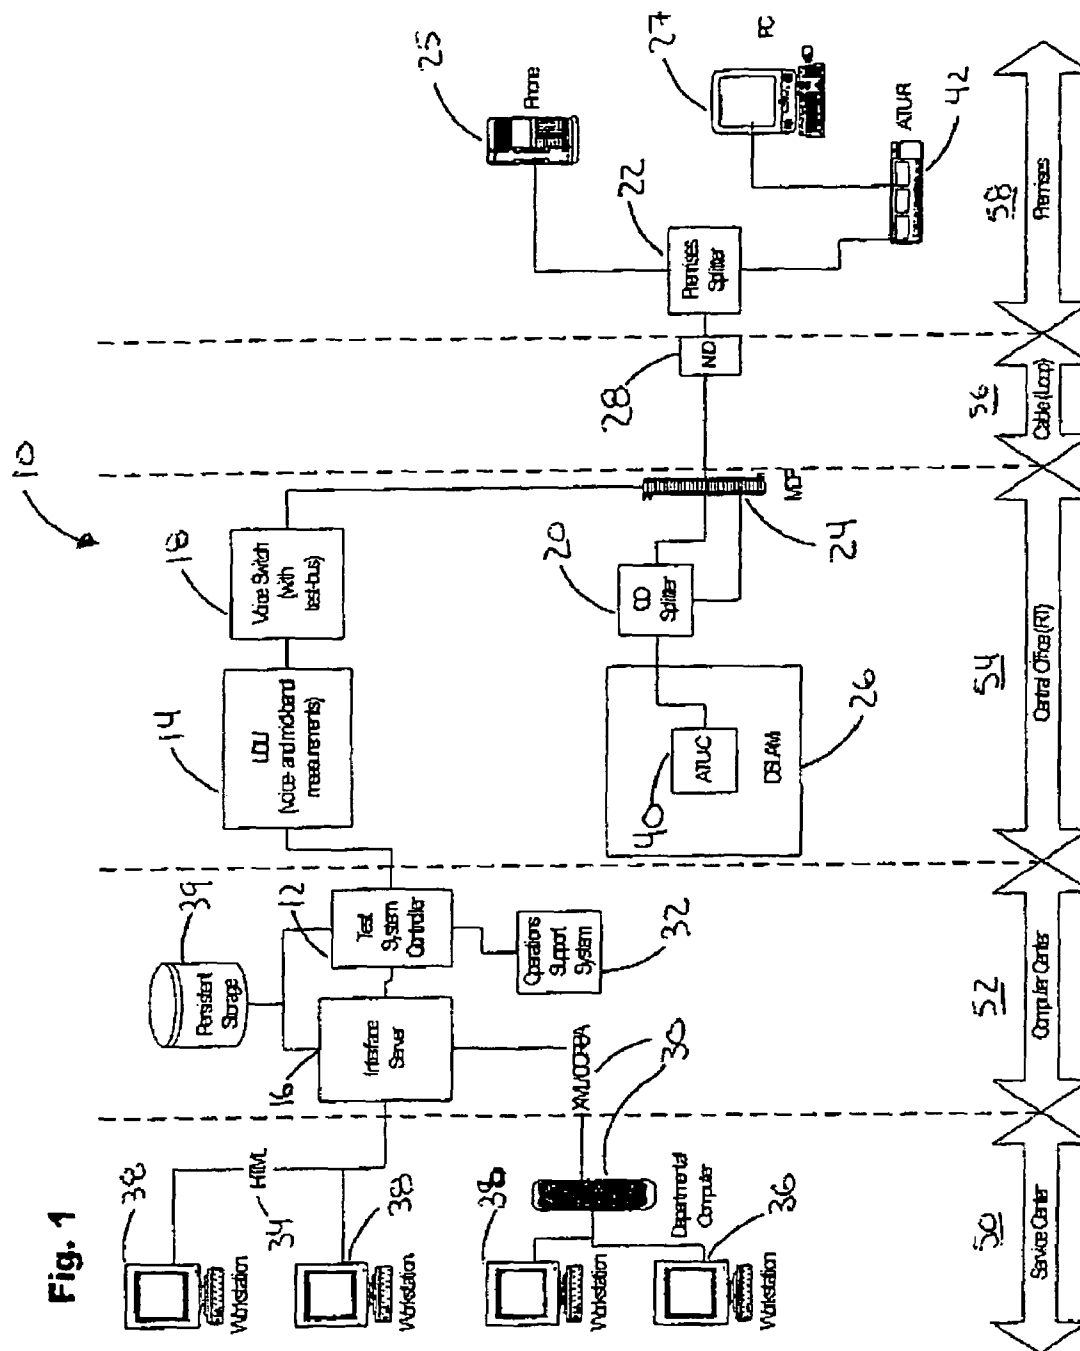 Fig. 1
10
38
Workstation
HTML
34
38
Workstation
38
Workstation
Departmental
Computer
36
Workstation
39
Persistent
Storage
16
Interface
Server
12
Test
System
Controller
Operations
Support
System
32
XML/CORBA
30
14
LDU
(voice- and mid-band
measurements)
18
Voice Switch
(with
test-bus)
20
CO
Splitter
40
ATUC
DSLAM
26
24
MDF
28
NID
22
Premises
Splitter
25
Phone
27
PC
ATUR
42
50
Service Center
52
Computer Center
54
Central Office (RT)
56
Cable (Loop)
58
Premises